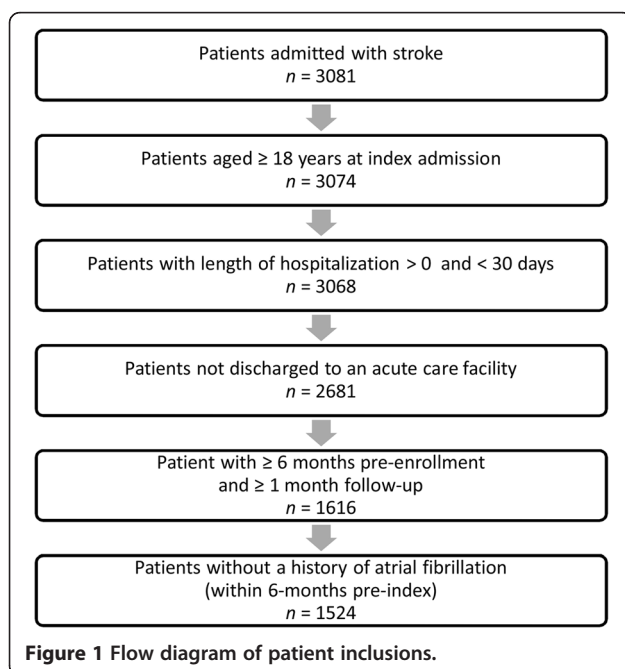 Patients admitted with stroke
n = 3081
Patients aged ≥ 18 years at index admission
n = 3074
Patients with length of hospitalization > 0 and < 30 days
n = 3068
Patients not discharged to an acute care facility
n = 2681
Patient with ≥ 6 months pre-enrollment
and ≥ 1 month follow-up
n = 1616
Patients without a history of atrial fibrillation
(within 6-months pre-index)
n = 1524
Figure 1 Flow diagram of patient inclusions.